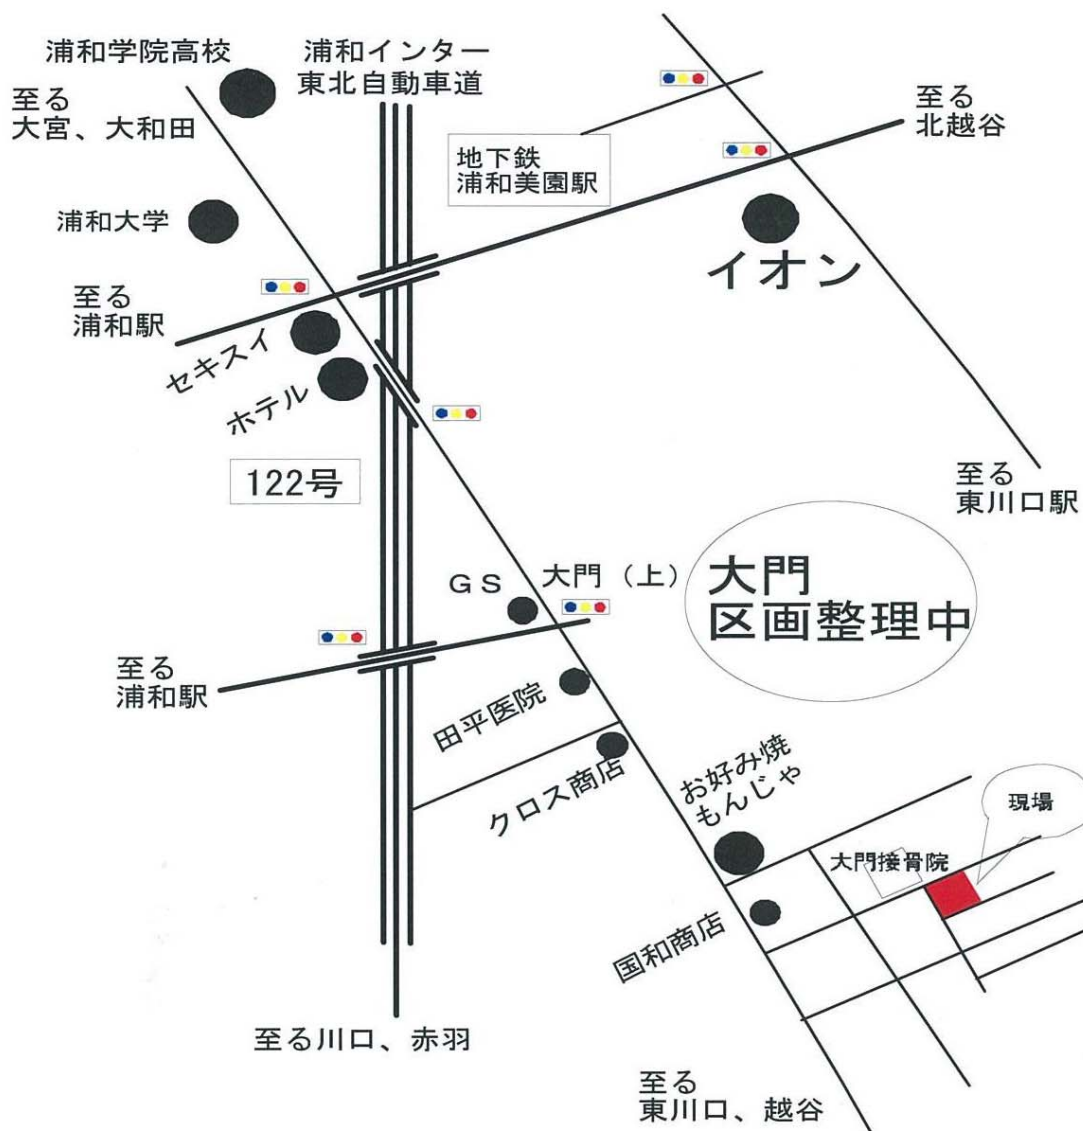 浦和学院高校
浦和インター
東北自動車道
至る
大宮、大和田
至る
北越谷
地下鉄
浦和美園駅
浦和大学
イオン
至る
浦和駅
セキスイ
ホテル
122号
至る
東川口駅
GS
大門(上)
大門
区画整理中
至る
浦和駅
田平医院
クロス商店
お好み焼
もんじゃ
現場
大門接骨院
国和商店
至る川口、赤羽
至る
東川口、越谷